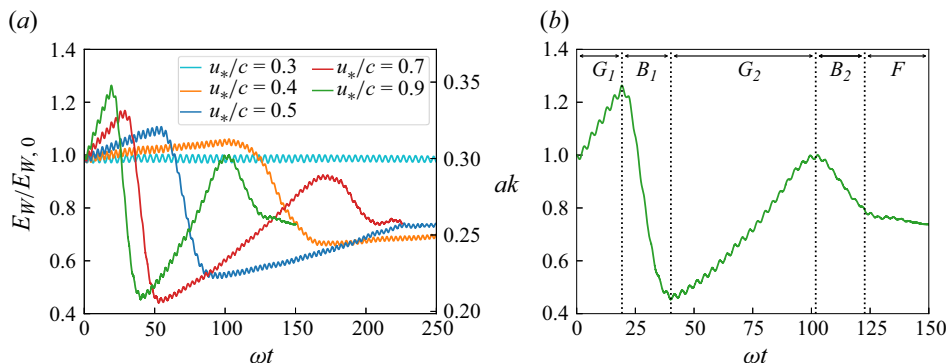 (a)
1.4
1.2
1.0
0.8
0.6
0.4
E_W/E_{W, 0}
u_*/c = 0.3
u_*/c = 0.4
u_*/c = 0.5
u_*/c = 0.7
u_*/c = 0.9
0.35
0.30
0.25
0.20
ak
0 50 100 150 200 250
ωt
(b)
1.4
1.2
1.0
0.8
0.6
0.4
G_1 B_1 G_2 B_2 F
0 25 50 75 100 125 150
ωt